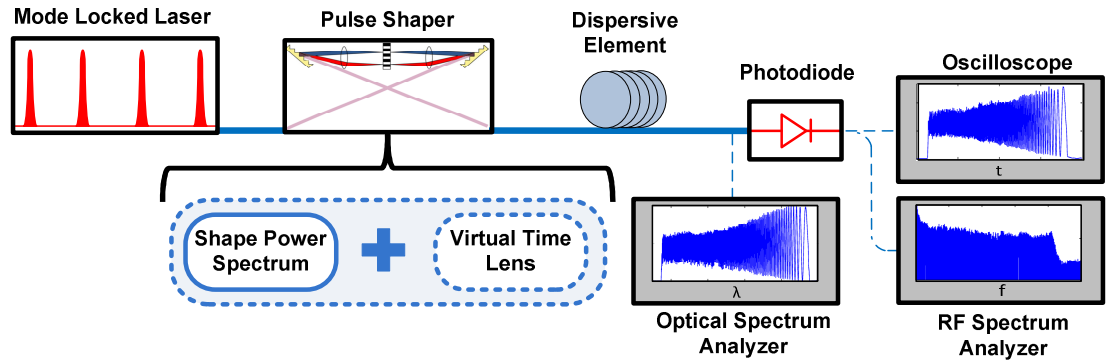 Mode Locked Laser
Pulse Shaper
Dispersive
Element
Photodiode
Oscilloscope
t
Shape Power
Spectrum
Virtual Time
Lens
λ
f
Optical Spectrum
Analyzer
RF Spectrum
Analyzer